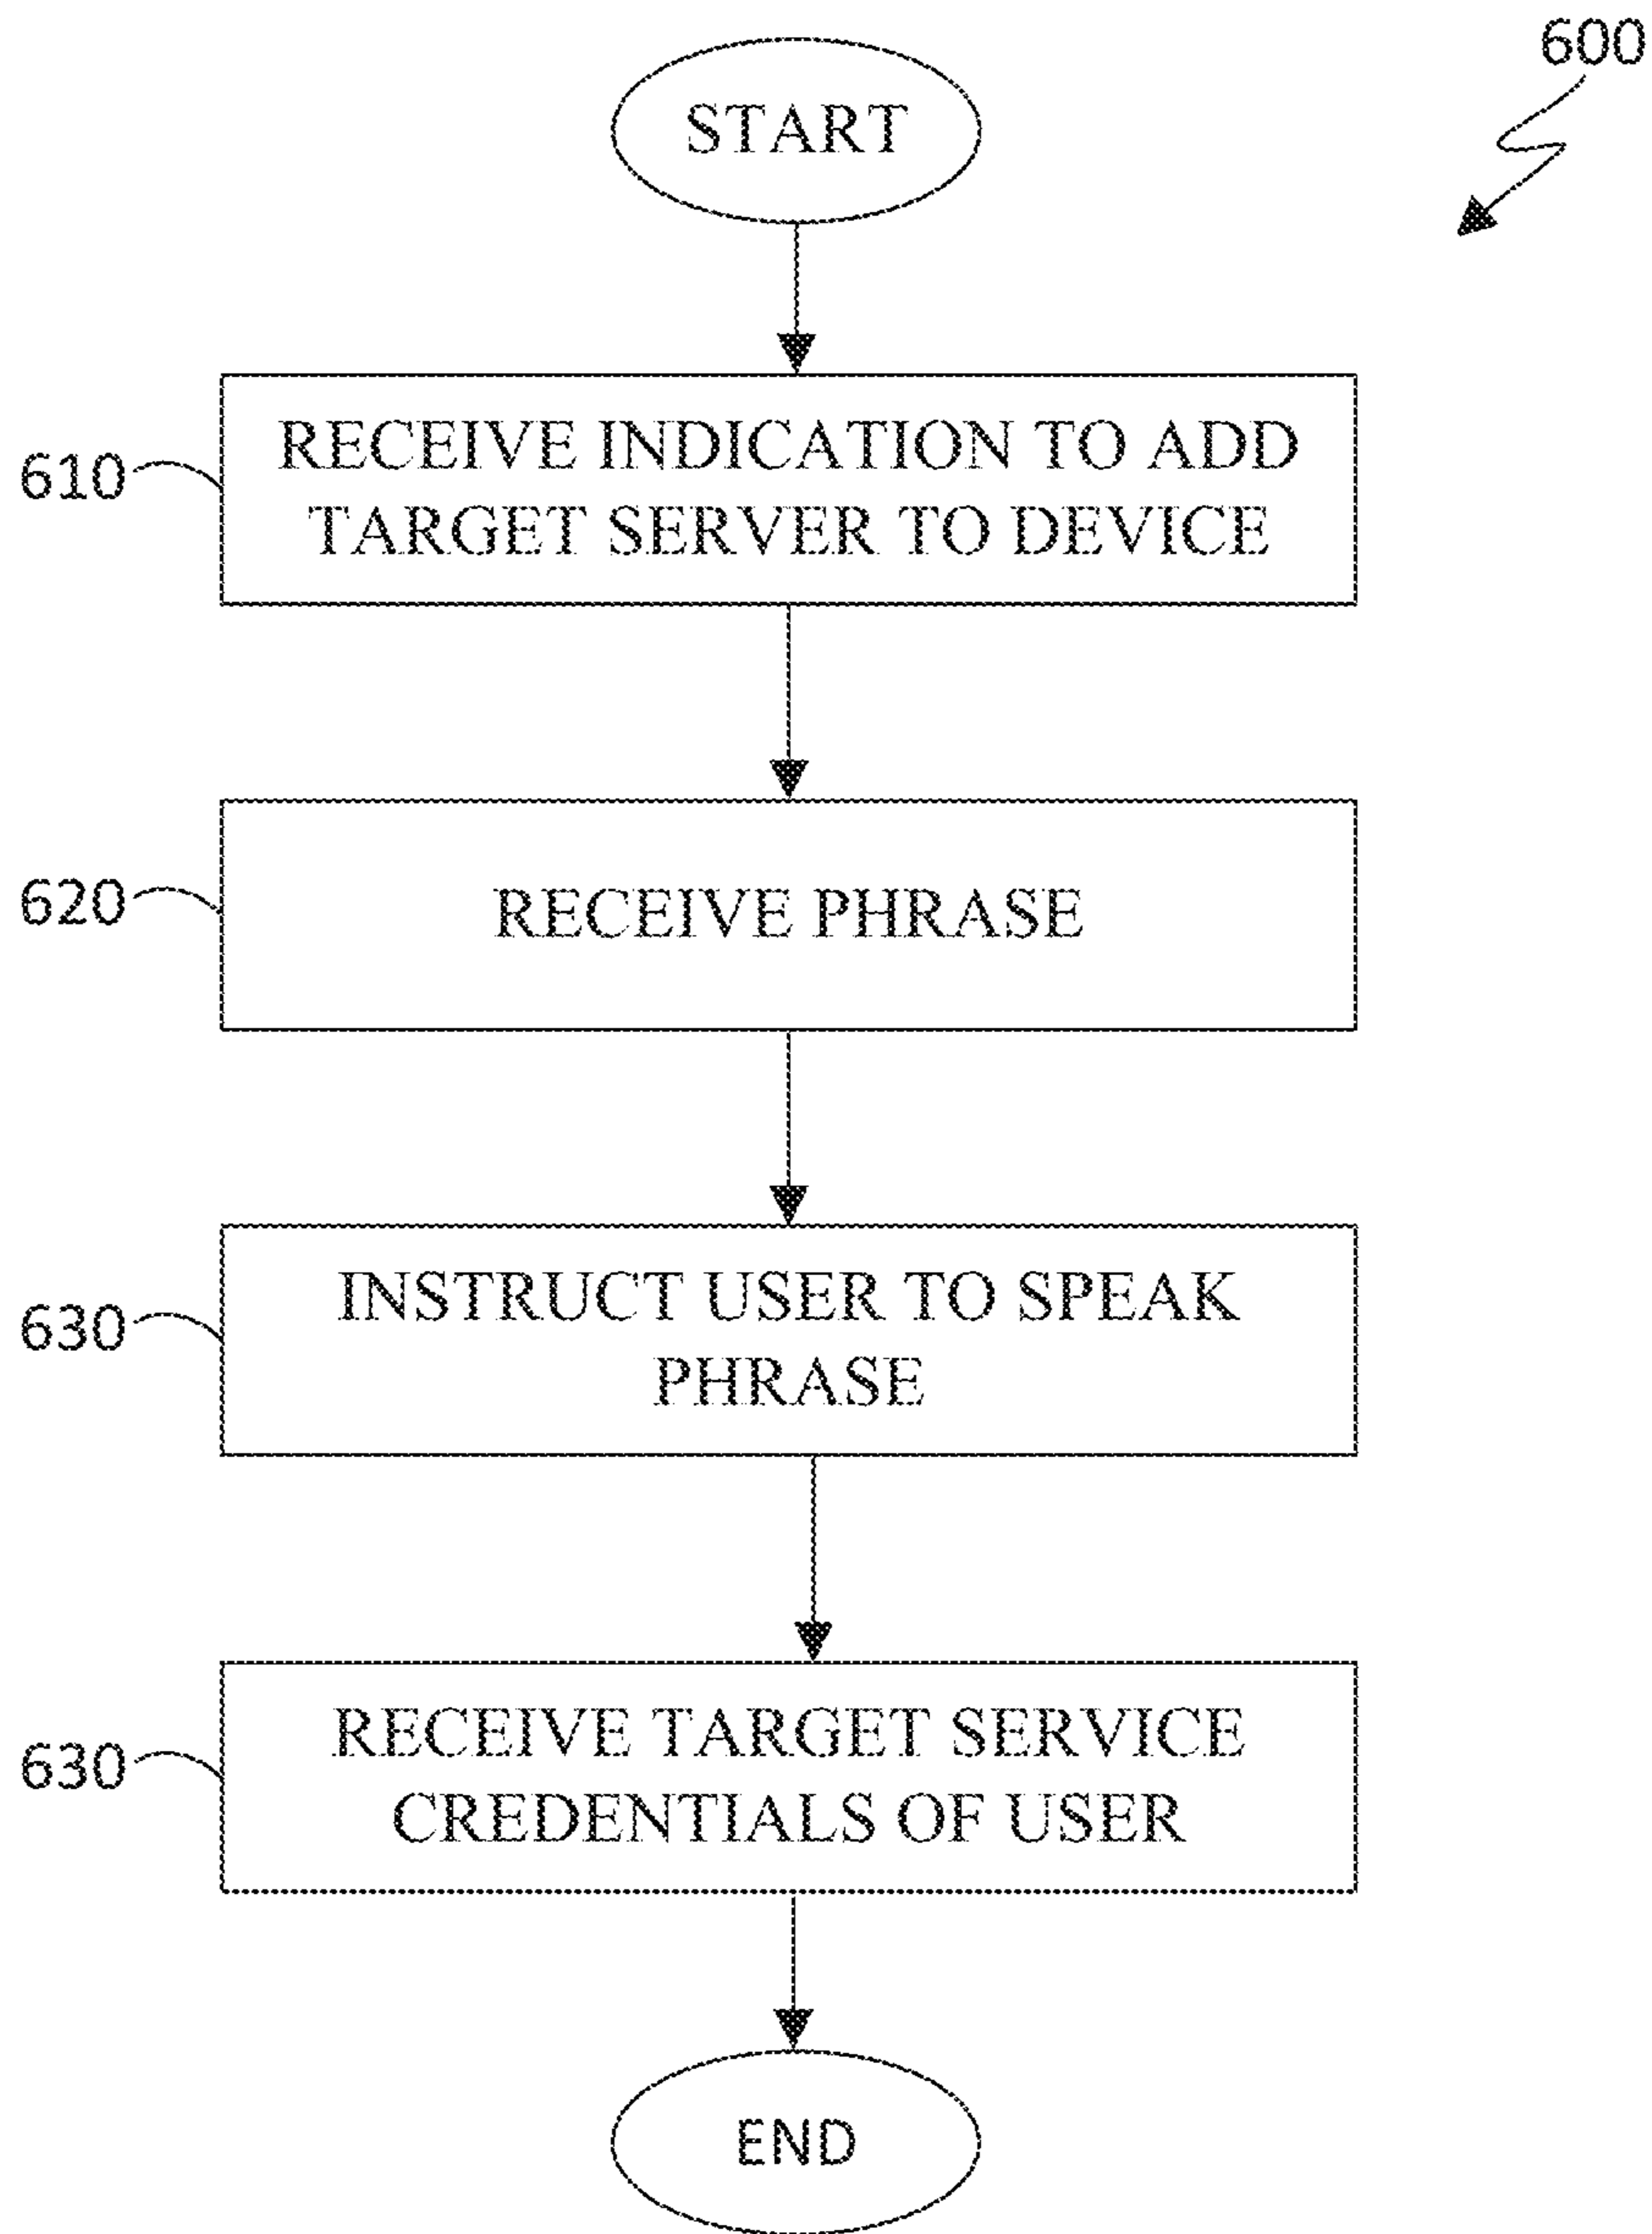 600
START
610
RECEIVE INDICATION TO ADD
TARGET SERVER TO DEVICE
620
RECEIVE PHRASE
630
INSTRUCT USER TO SPEAK
PHRASE
630
RECEIVE TARGET SERVICE
CREDENTIALS OF USER
END